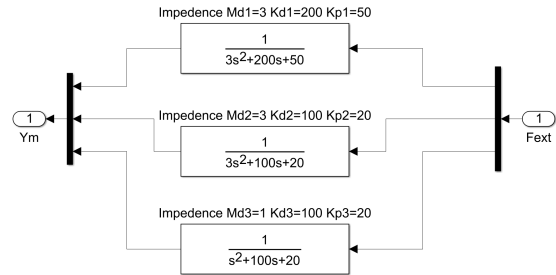 Impedence Md1=3 Kd1=200 Kp1=50
1
3s²+200s+50
1
Ym
Impedence Md2=3 Kd2=100 Kp2=20
1
3s²+100s+20
1
Fext
Impedence Md3=1 Kd3=100 Kp3=20
1
s²+100s+20